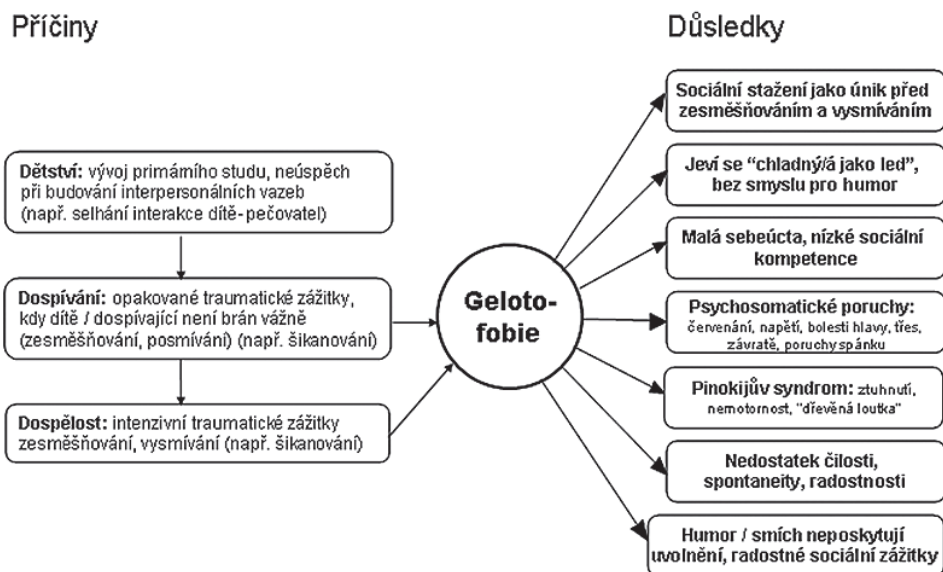 Příčiny
Dětství: vývoj primárního studu, neúspěch
při budování interpersonálních vazeb
(např. selhání interakce dítě-pečovatel)
Dospívání: opakované traumatické zážitky,
kdy dítě / dospívající není brán vážně
(zesměšňování, posmívání) (např. šikanování)
Dospělost: intenzivní traumatické zážitky
zesměšňování, vysmívání (např. šikanování)
Geloto-
fobie
Důsledky
Sociální stažení jako únik před
zesměšňováním a vysmíváním
Jeví se “chladný/á jako led”,
bez smyslu pro humor
Malá sebeúcta, nízké sociální
kompetence
Psychosomatické poruchy:
červenání, napětí, bolesti hlavy, třes,
závratě, poruchy spánku
Pinokijův syndrom: ztuhnutí,
nemotornost, "dřevěná loutka"
Nedostatek čilosti,
spontaneity, radostnosti
Humor / smích neposkytují
uvolnění, radostné sociální zážitky